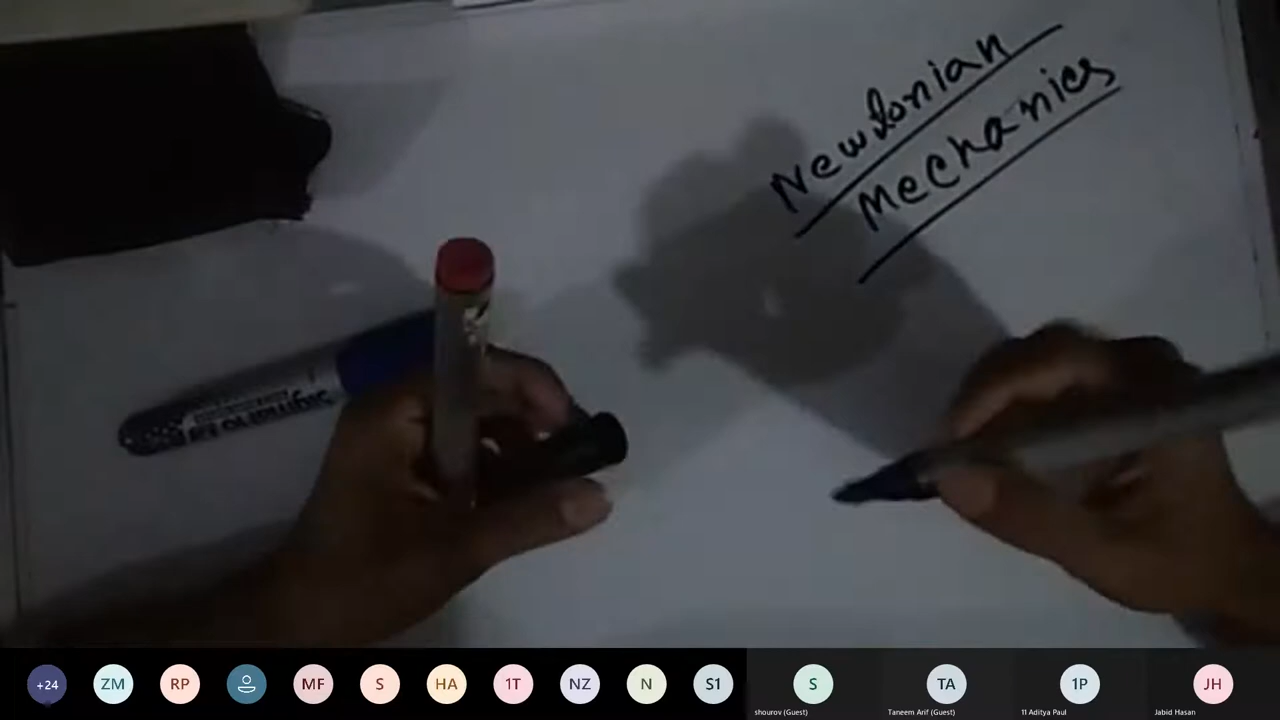 Newtonian
Mechanics
+24
ZM
RP
MF
S
HA
1T
NZ
N
S1
S
TA
1P
JH
shourov (Guest)
Taneem Arif (Guest)
11 Aditya Paul
Jabid Hasan